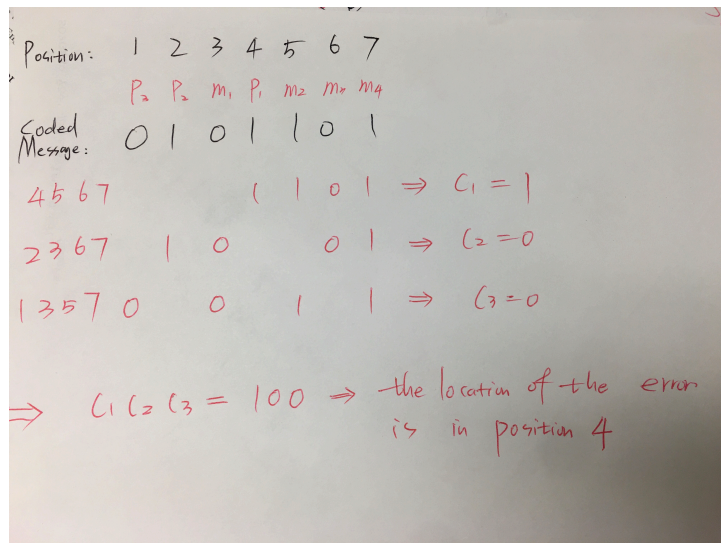 Position: 1 2 3 4 5 6 7
P₃ P₂ m₁ P₁ m₂ m₃ m₄
Coded
Message: 0 1 0 1 1 0 1
4567 1 1 0 1 ⇒ C₁ = 1
2367 1 0 0 1 ⇒ C₂ = 0
1357 0 0 1 1 ⇒ C₃ = 0
⇒ C₁ C₂ C₃ = 100 ⇒ the location of the error
is in position 4